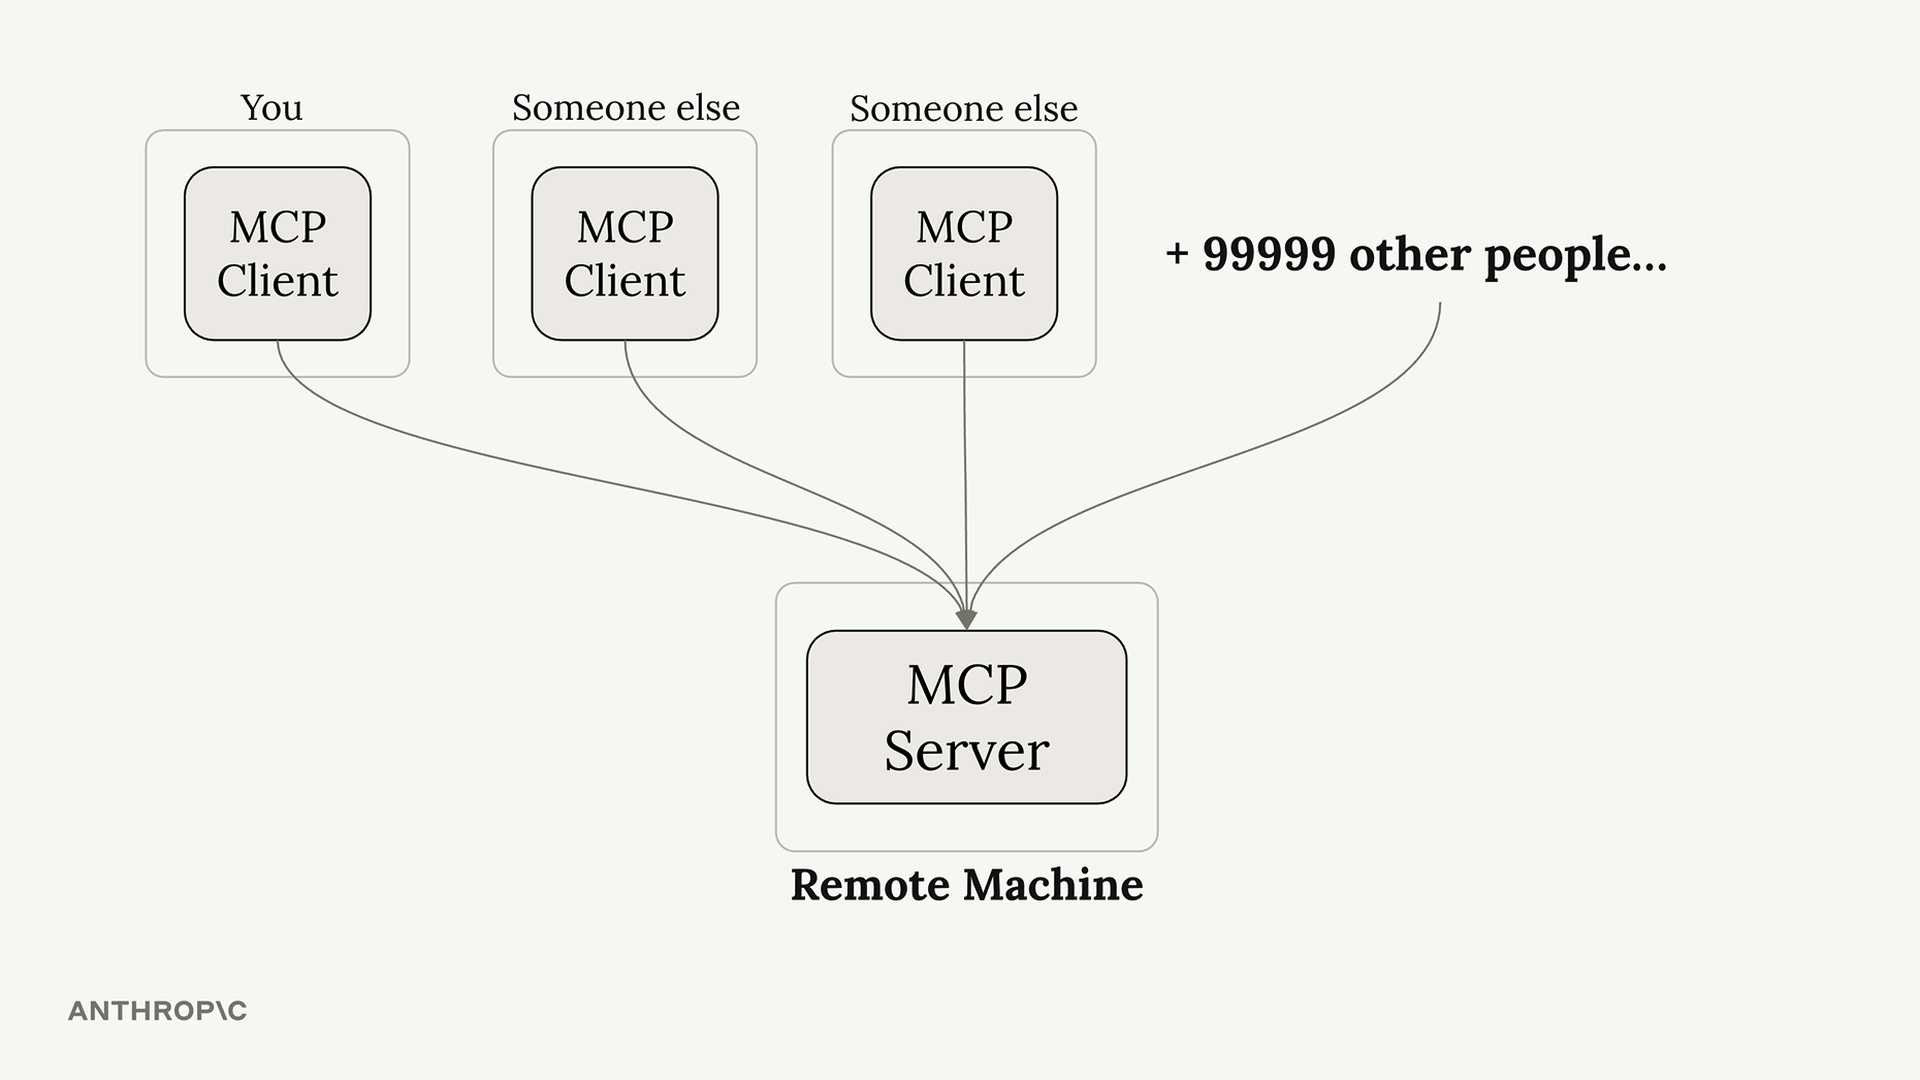 You
Someone else
Someone else
MCP
Client
MCP
Client
MCP
Client
+ 99999 other people...
MCP
Server
Remote Machine
ANTHROP\C